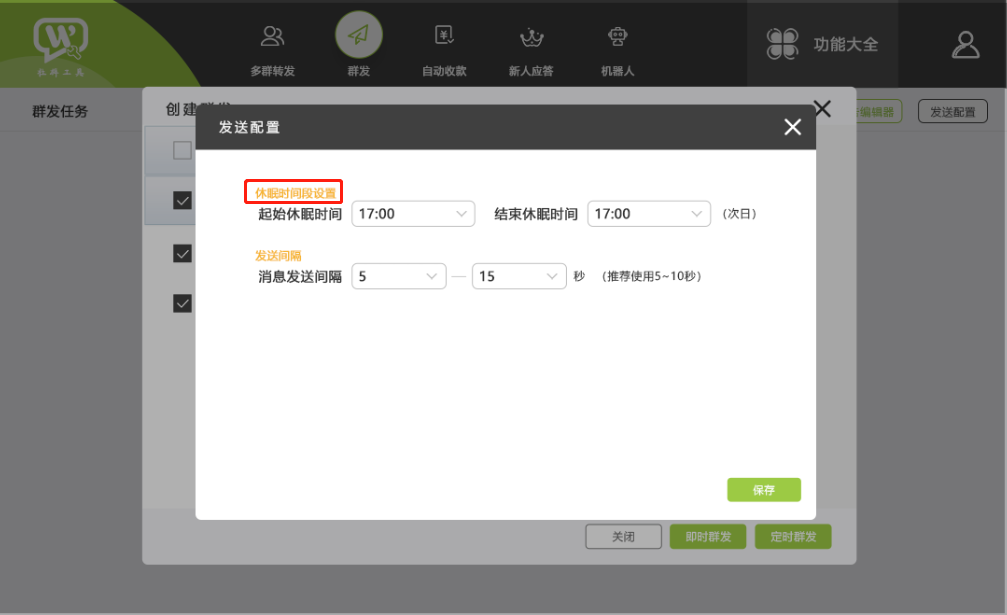 多群转发 群发 自动收款 新人应答 机器人 功能大全
群发任务
编辑器 发送配置
发送配置
休眠时间段设置
起始休眠时间 17:00 结束休眠时间 17:00 (次日)
发送间隔
消息发送间隔 5 — 15 秒 (推荐使用5~10秒)
保存
关闭 即时群发 定时群发